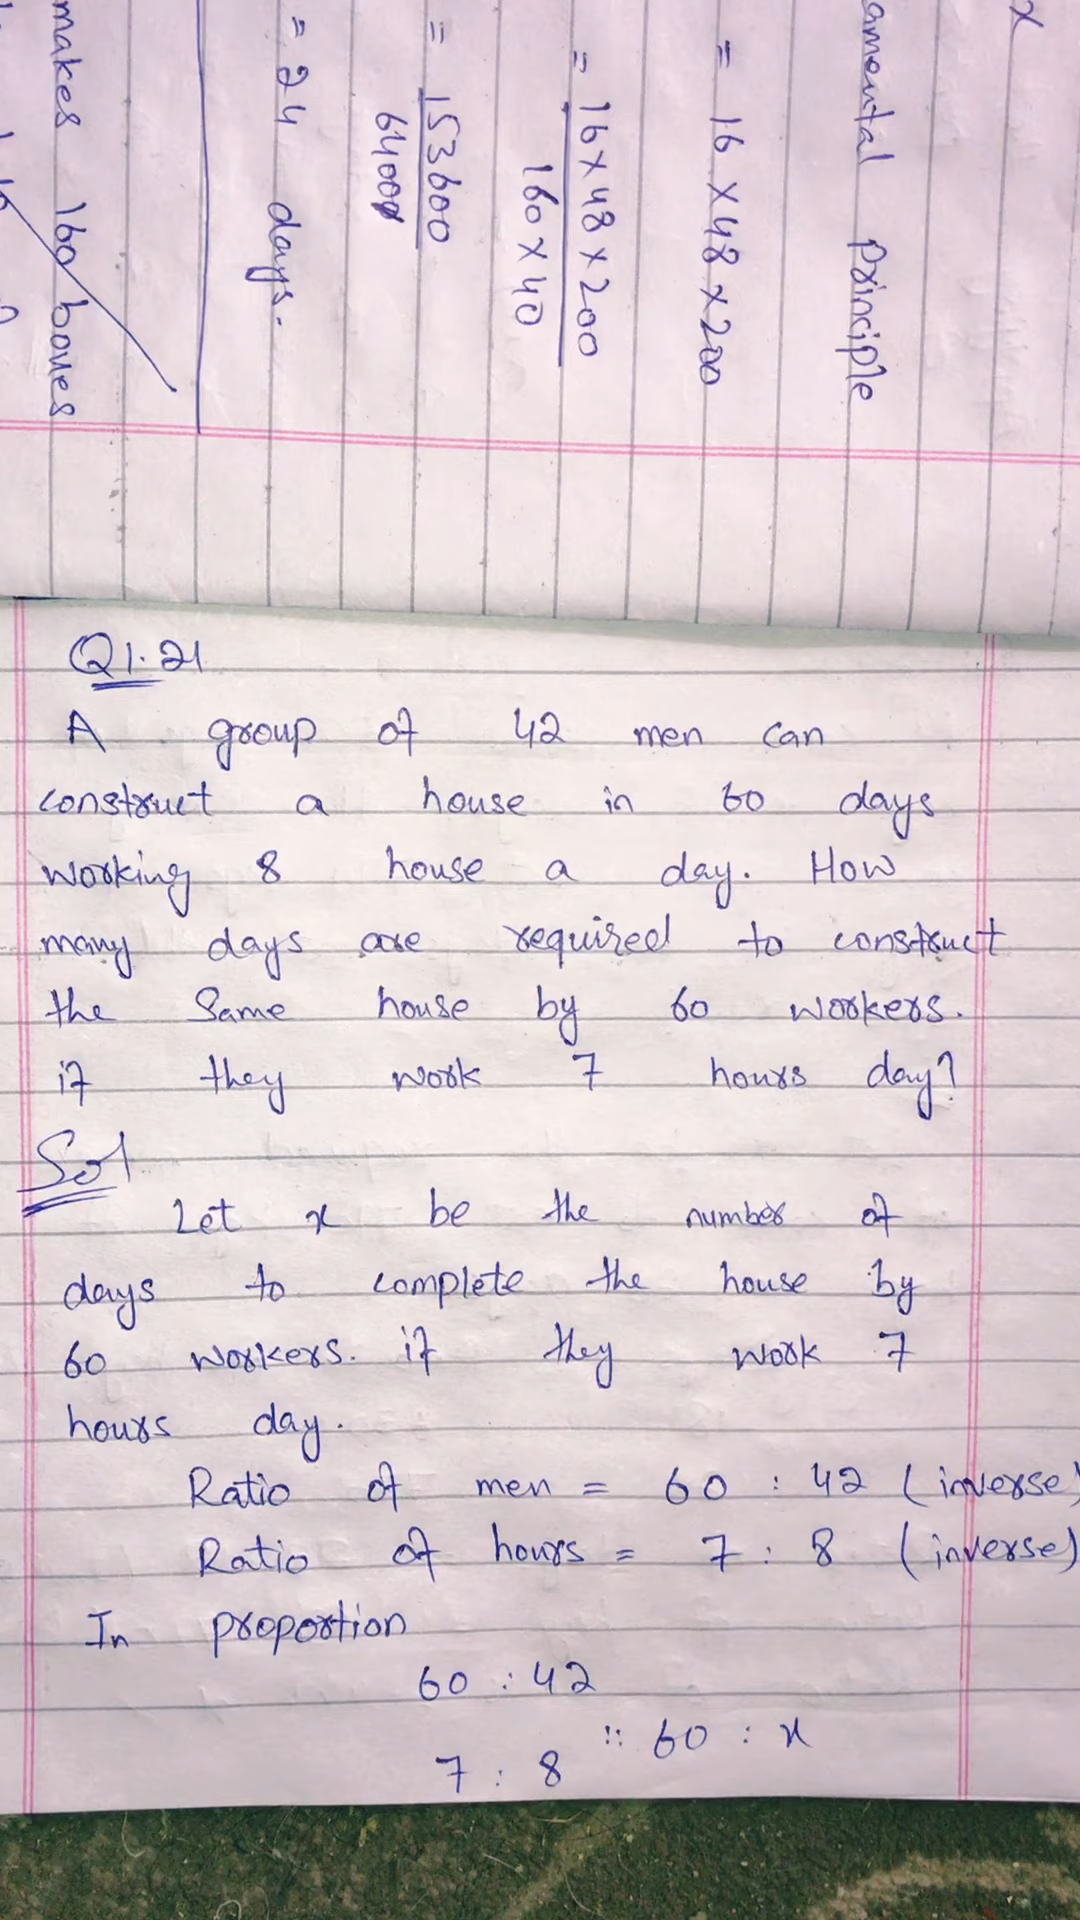 x
amental Principle
= 16 x 48 x 200
= 16 x 48 x 200
160 x 40
= 153600
6400
= 24 days.
makes 160 boxes
Q1.21
A group of 42 men can
construct a house in 60 days
working 8 house a day. How
many days are required to construct
the Same house by 60 workers.
if they work 7 hours day?
Sol
Let x be the number of
days to complete the house by
60 workers. if they work 7
hours day.
Ratio of men = 60 : 42 (inverse)
Ratio of hours = 7 : 8 (inverse)
In proportion
60 : 42
:: 60 : x
7 : 8